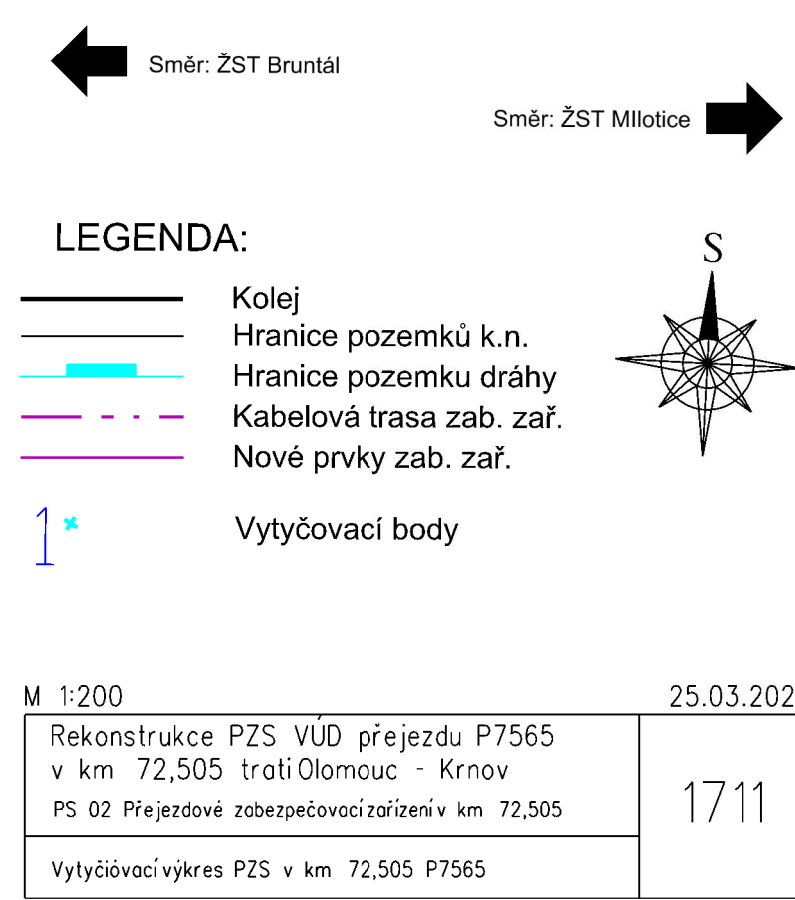 Směr: ŽST Bruntál
Směr: ŽST MIlotice
LEGENDA:
S
Kolej
Hranice pozemků k.n.
Hranice pozemku dráhy
Kabelová trasa zab. zař.
Nové prvky zab. zař.
1
Vytyčovací body
M 1:200
25.03.202
Rekonstrukce PZS VÚD přejezdu P7565
v km 72,505 trati Olomouc - Krnov
PS 02 Přejezdové zabezpečovací zařízení v km 72,505
1711
Vytyčióvací výkres PZS v km 72,505 P7565